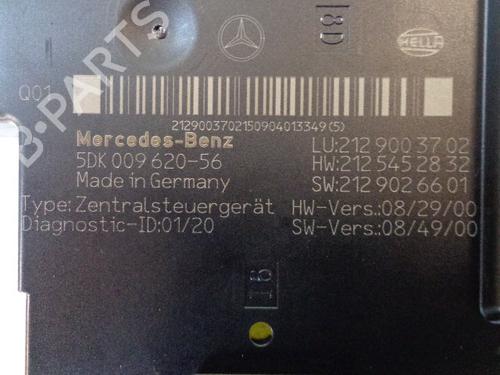 8D
HELLA
Q01
2129003702150904013349(5)
Mercedes-Benz
5DK 009 620-56
Made in Germany
Type: Zentralsteuergerät
Diagnostic-ID:01/20
LU:212 900 37 02
HW:212 545 28 32
SW:212 902 66 01
HW-Vers.:08/29/00
SW-Vers.:08/49/00
B-PARTS